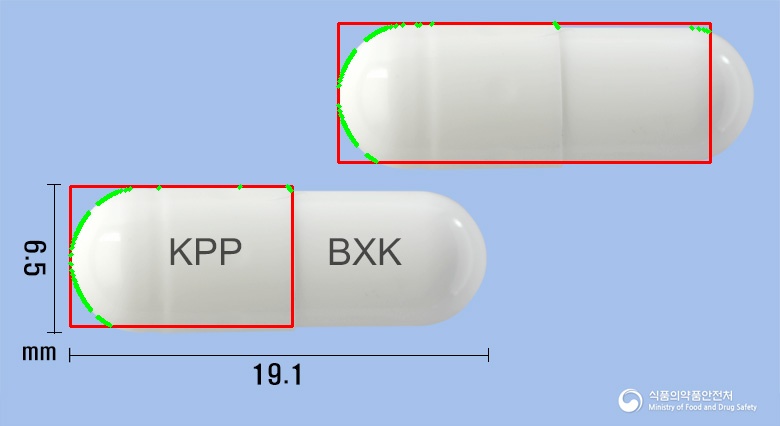 KPP BXK
6.5
mm
19.1
식품의약품안전처
Ministry of Food and Drug Safety